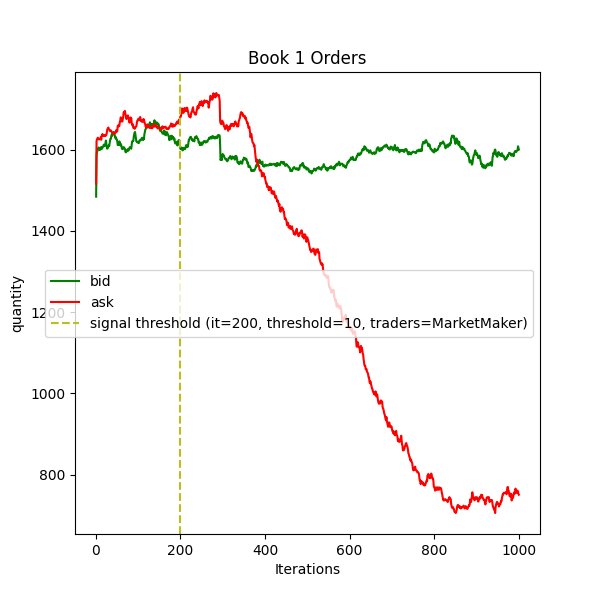 Book 1 Orders
1600
1400
1200
1000
800
quantity
bid
ask
signal threshold (it=200, threshold=10, traders=MarketMaker)
0
200
400
600
800
1000
Iterations